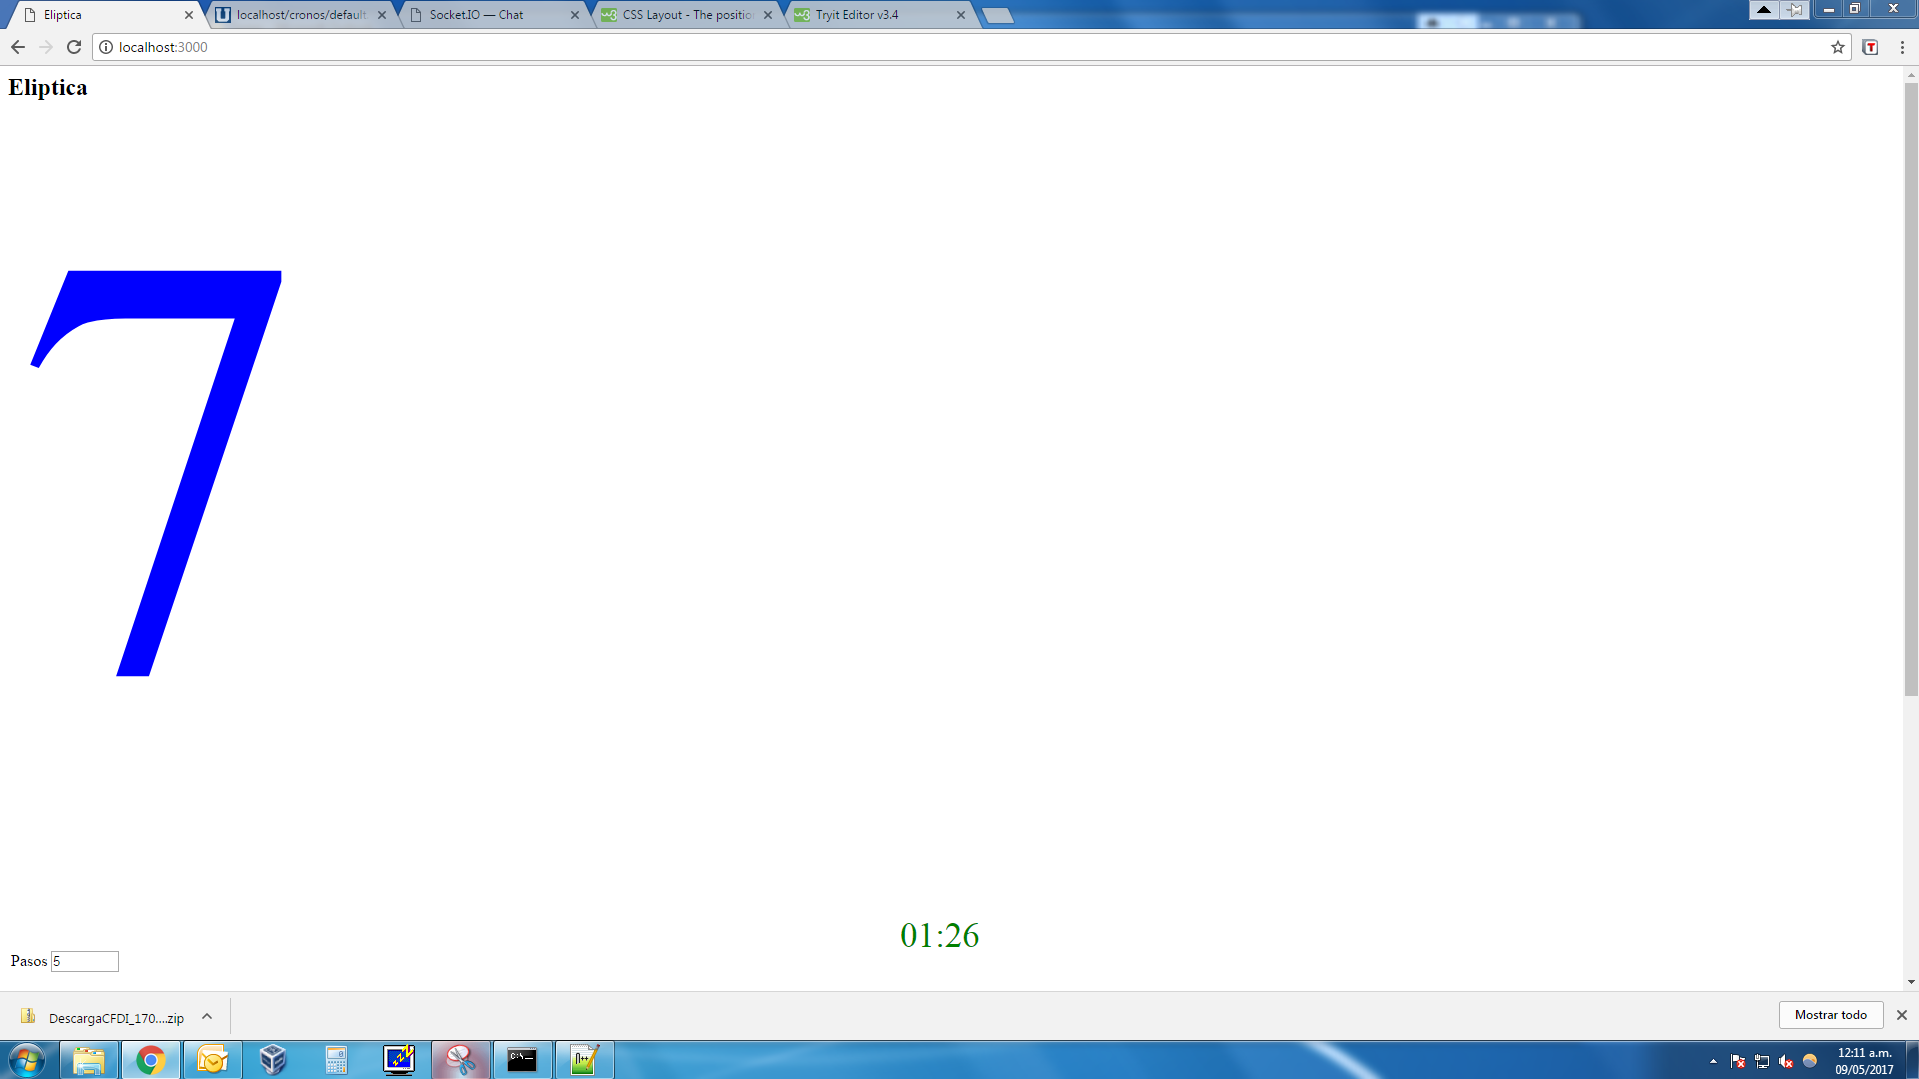 Eliptica
localhost/cronos/default
Socket.IO — Chat
CSS Layout - The positio
Tryit Editor v3.4
localhost:3000
Eliptica
7
01:26
Pasos 5
DescargaCFDI_170....zip
Mostrar todo
12:11 a.m.
09/05/2017